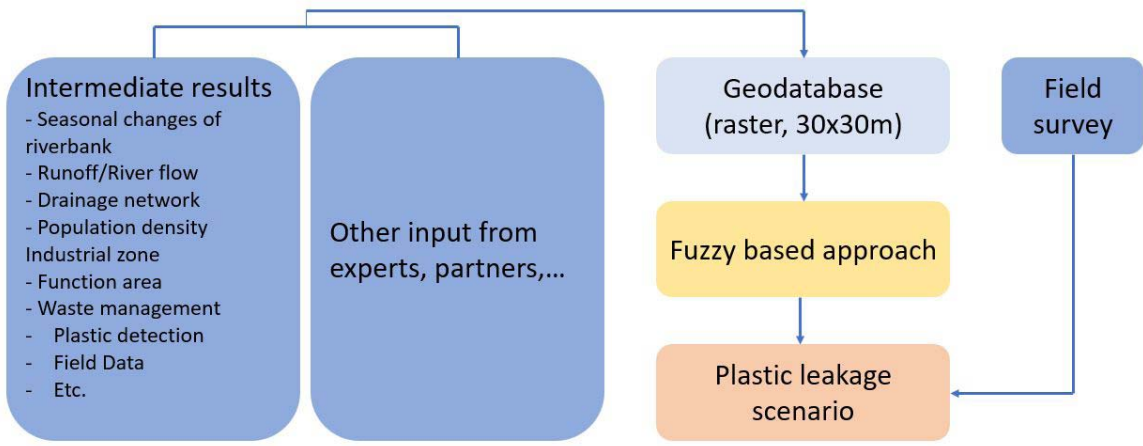 Intermediate results
- Seasonal changes of
riverbank
- Runoff/River flow
- Drainage network
- Population density
Industrial zone
- Function area
- Waste management
- Plastic detection
- Field Data
- Etc.
Other input from
experts, partners,...
Geodatabase
(raster, 30x30m)
Fuzzy based approach
Plastic leakage
scenario
Field
survey